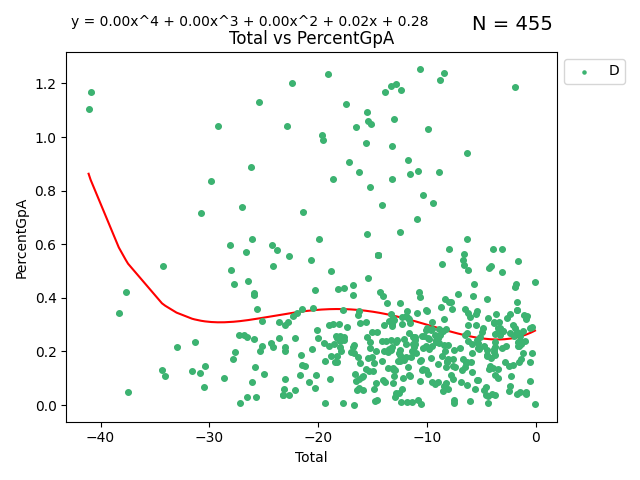 y = 0.00x^4 + 0.00x^3 + 0.00x^2 + 0.02x + 0.28
N = 455
Total vs PercentGpA
D
PercentGpA
1.2
1.0
0.8
0.6
0.4
0.2
0.0
−40
−30
−20
−10
0
Total